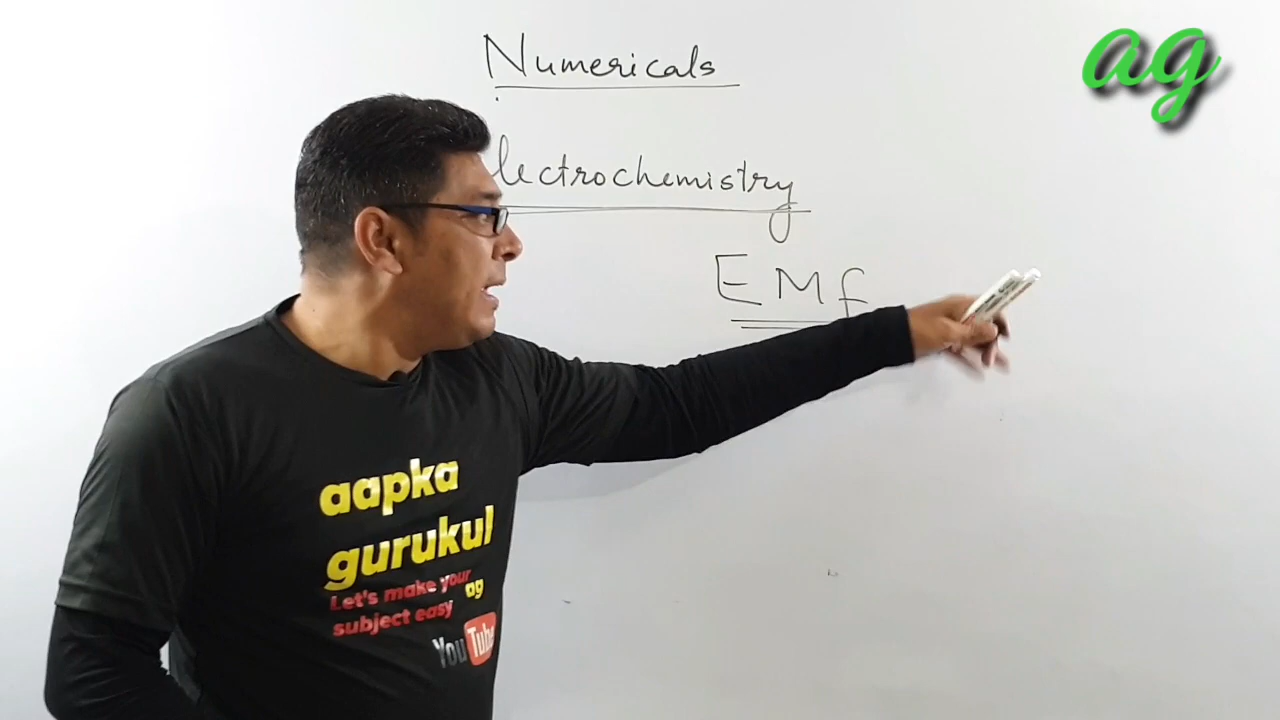 Numericals
lectrochemistry
EMf
ag
aapka
gurukul
Let's make your
subject easy
ag
YouTube